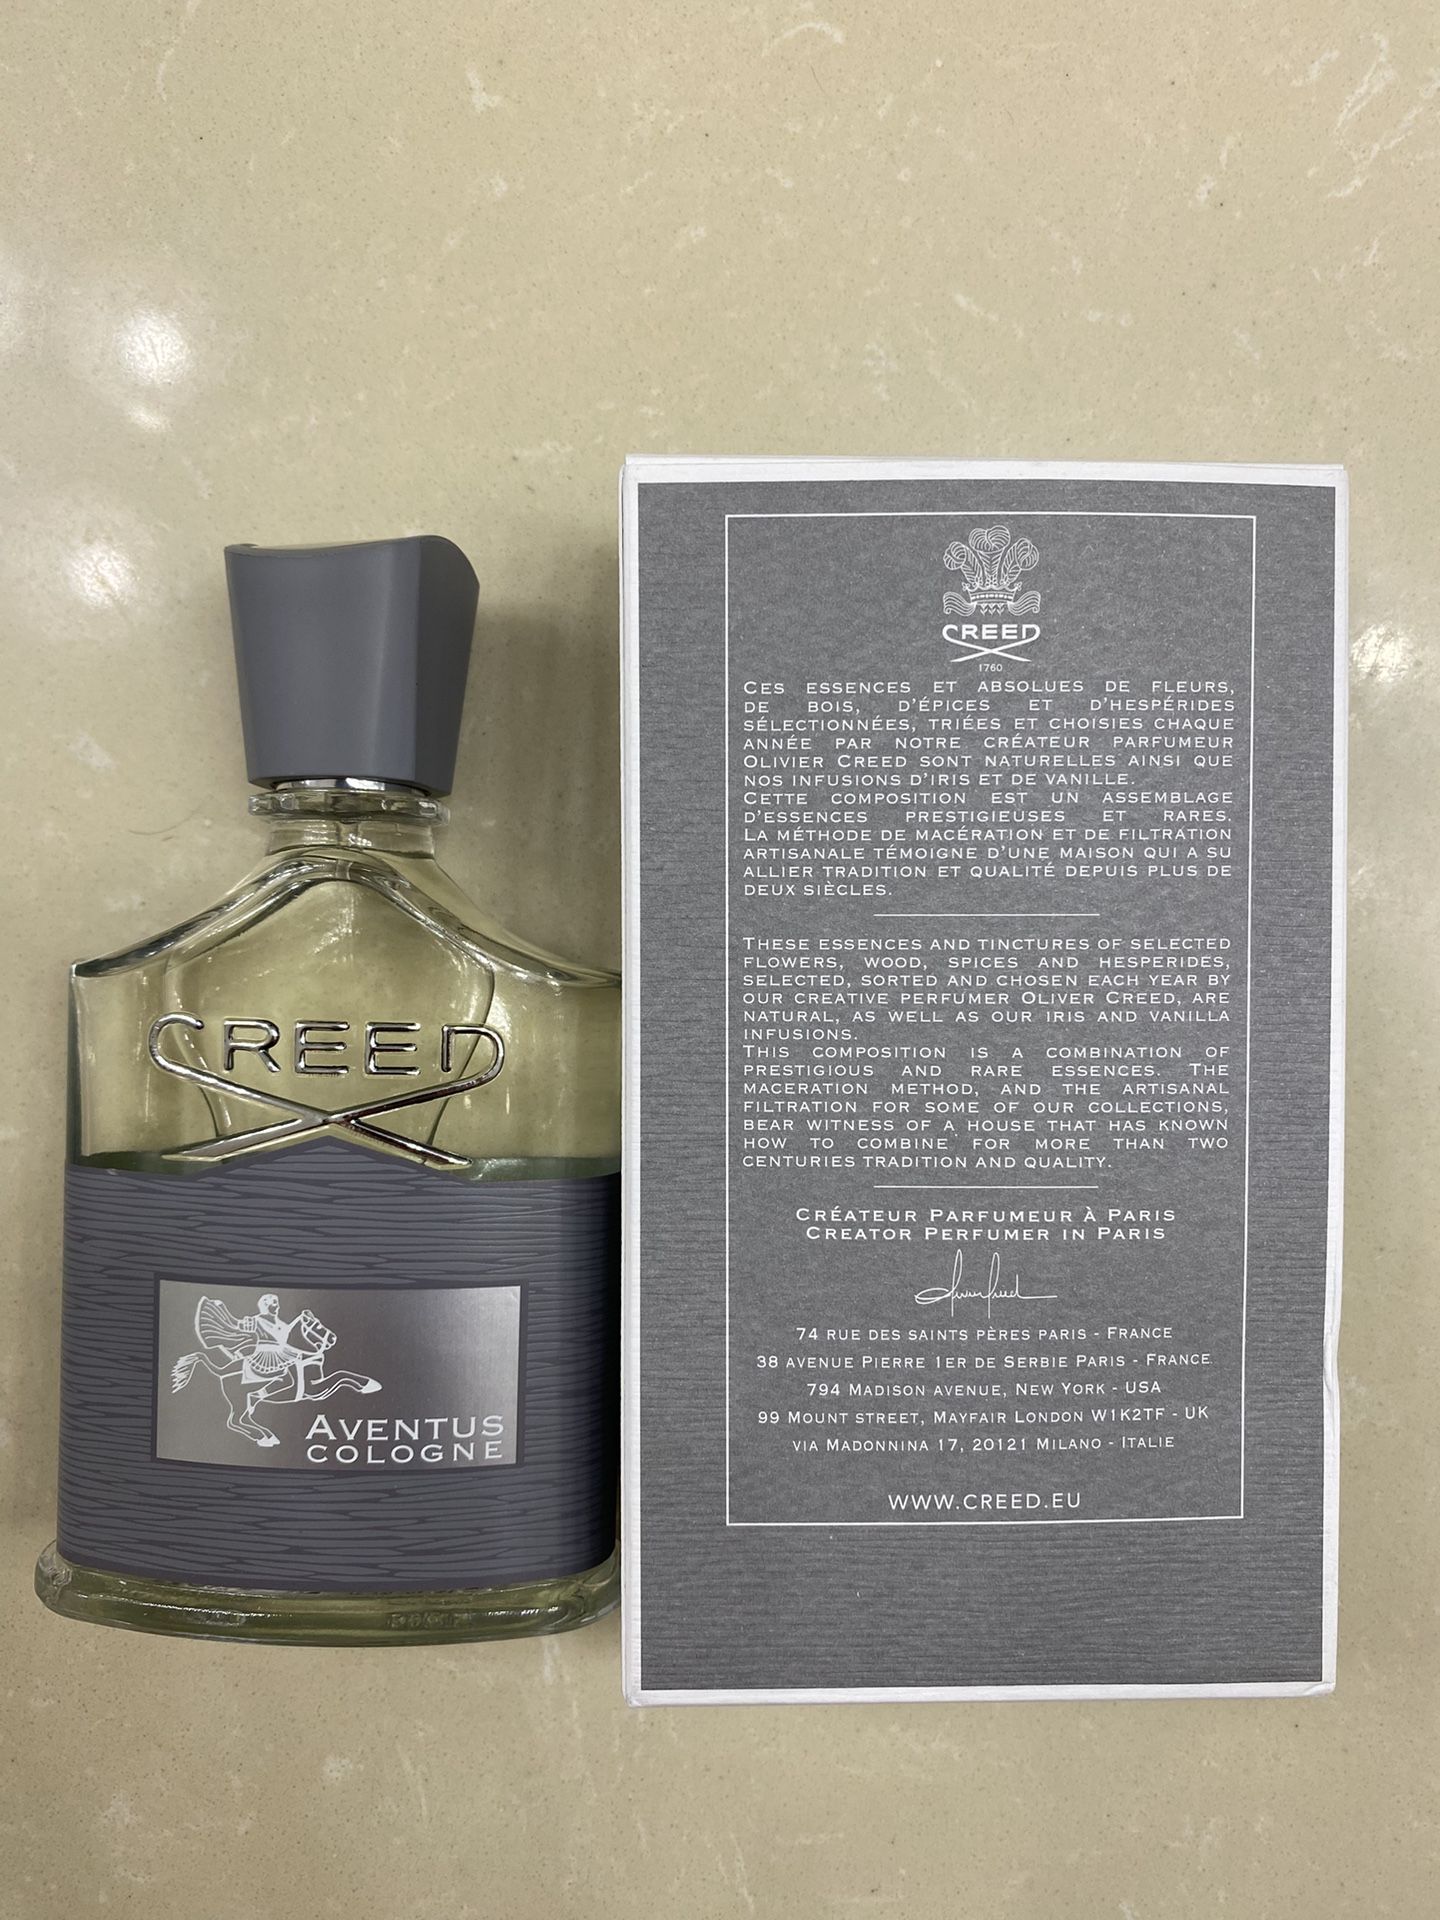 CREED
AVENTUS
COLOGNE
CREED
1760
CES ESSENCES ET ABSOLUES DE FLEURS,
DE BOIS, D'ÉPICES ET D'HESPÉRIDES
SÉLECTIONNÉES, TRIÉES ET CHOISIES CHAQUE
ANNÉE PAR NOTRE CRÉATEUR PARFUMEUR
OLIVIER CREED SONT NATURELLES AINSI QUE
NOS INFUSIONS D'IRIS ET DE VANILLE.
CETTE COMPOSITION EST UN ASSEMBLAGE
D'ESSENCES PRESTIGIEUSES ET RARES.
LA MÉTHODE DE MACÉRATION ET DE FILTRATION
ARTISANALE TÉMOIGNE D'UNE MAISON QUI A SU
ALLIER TRADITION ET QUALITÉ DEPUIS PLUS DE
DEUX SIÈCLES.
THESE ESSENCES AND TINCTURES OF SELECTED
FLOWERS, WOOD, SPICES AND HESPERIDES,
SELECTED, SORTED AND CHOSEN EACH YEAR BY
OUR CREATIVE PERFUMER OLIVER CREED, ARE
NATURAL, AS WELL AS OUR IRIS AND VANILLA
INFUSIONS.
THIS COMPOSITION IS A COMBINATION OF
PRESTIGIOUS AND RARE ESSENCES. THE
MACERATION METHOD, AND THE ARTISANAL
FILTRATION FOR SOME OF OUR COLLECTIONS,
BEAR WITNESS OF A HOUSE THAT HAS KNOWN
HOW TO COMBINE FOR MORE THAN TWO
CENTURIES TRADITION AND QUALITY.
CRÉATEUR PARFUMEUR À PARIS
CREATOR PERFUMER IN PARIS
74 RUE DES SAINTS PÈRES PARIS - FRANCE
38 AVENUE PIERRE 1ER DE SERBIE PARIS - FRANCE
794 MADISON AVENUE, NEW YORK - USA
99 MOUNT STREET, MAYFAIR LONDON W1K2TF - UK
VIA MADONNINA 17, 20121 MILANO - ITALIE
WWW.CREED.EU